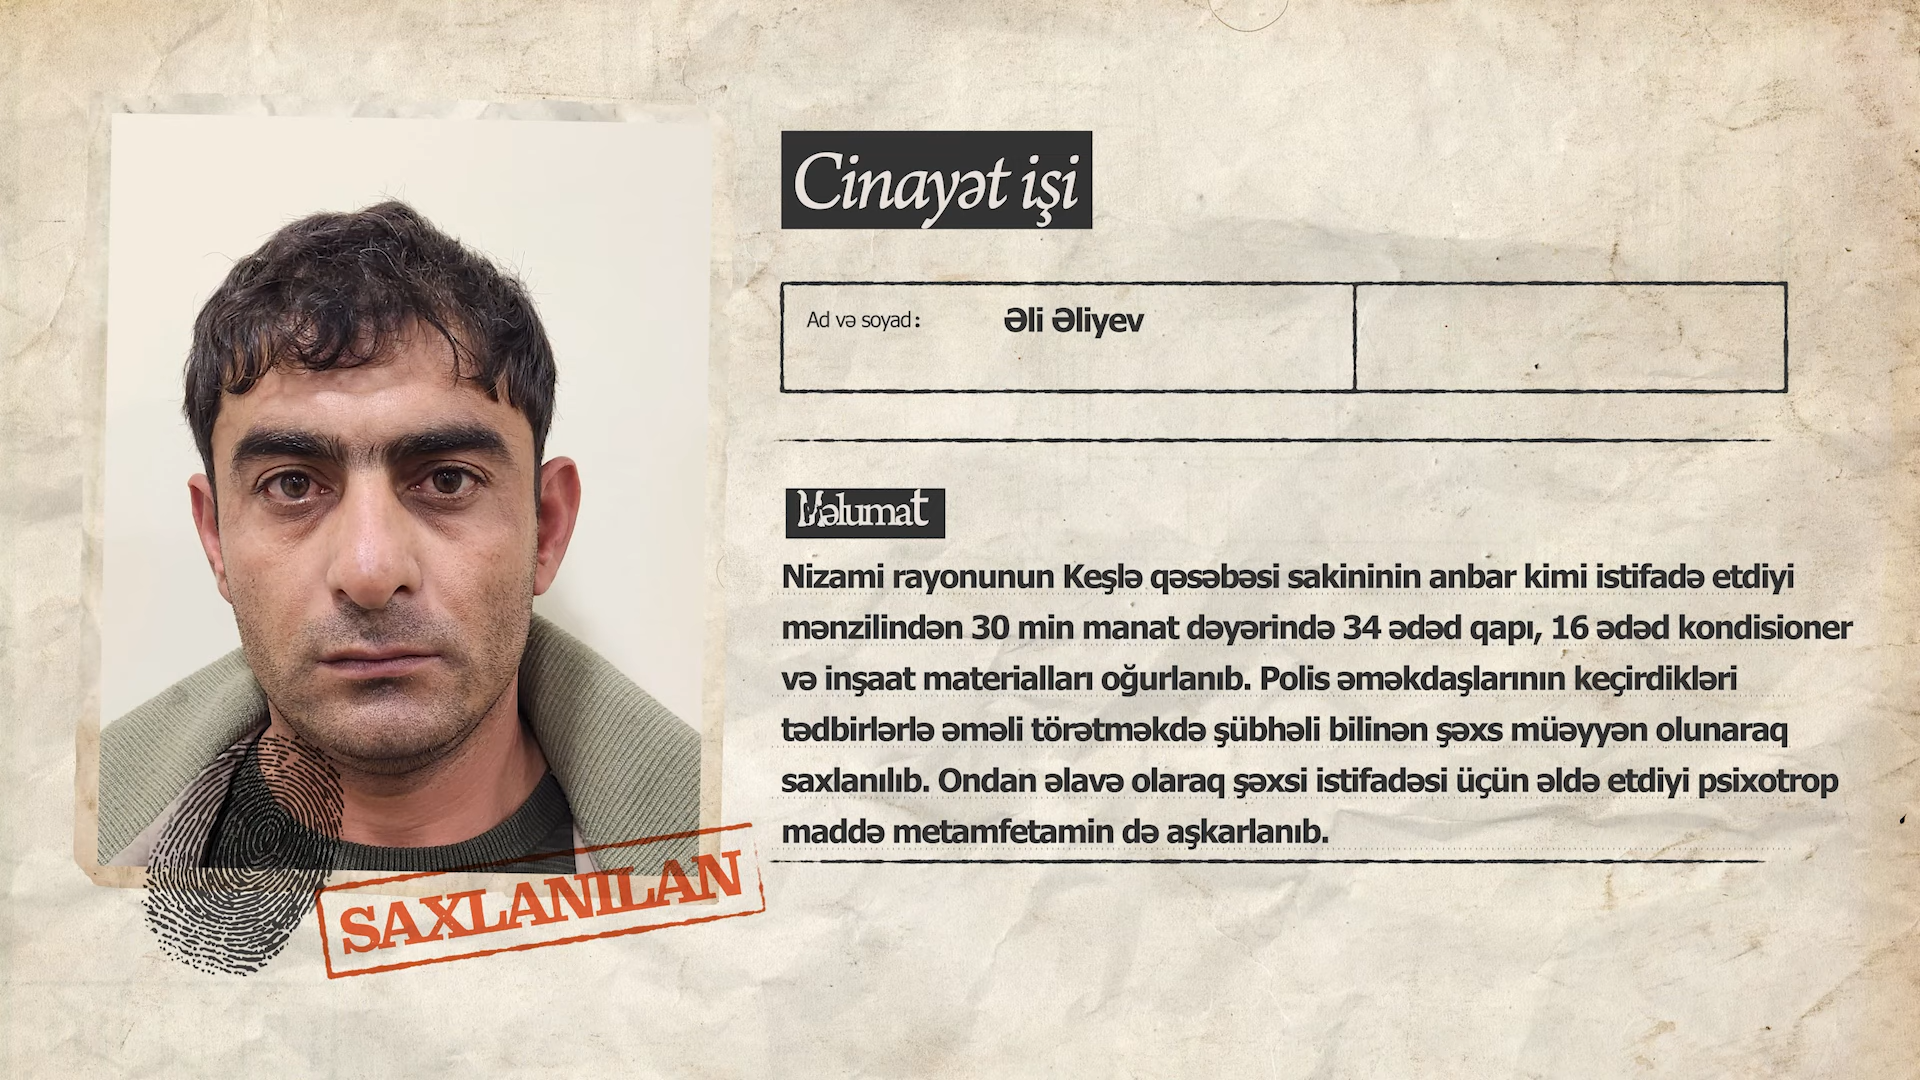 Cinayət işi
Ad və soyad: Əli Əliyev
Məlumat
Nizami rayonunun Keşlə qəsəbəsi sakininin anbar kimi istifadə etdiyi
mənzilindən 30 min manat dəyərində 34 ədəd qapı, 16 ədəd kondisioner
və inşaat materialları oğurlanıb. Polis əməkdaşlarının keçirdikləri
tədbirlərlə əməli törətməkdə şübhəli bilinən şəxs müəyyən olunaraq
saxlanılıb. Ondan əlavə olaraq şəxsi istifadəsi üçün əldə etdiyi psixotrop
maddə metamfetamin də aşkarlanıb.
SAXLANILAN